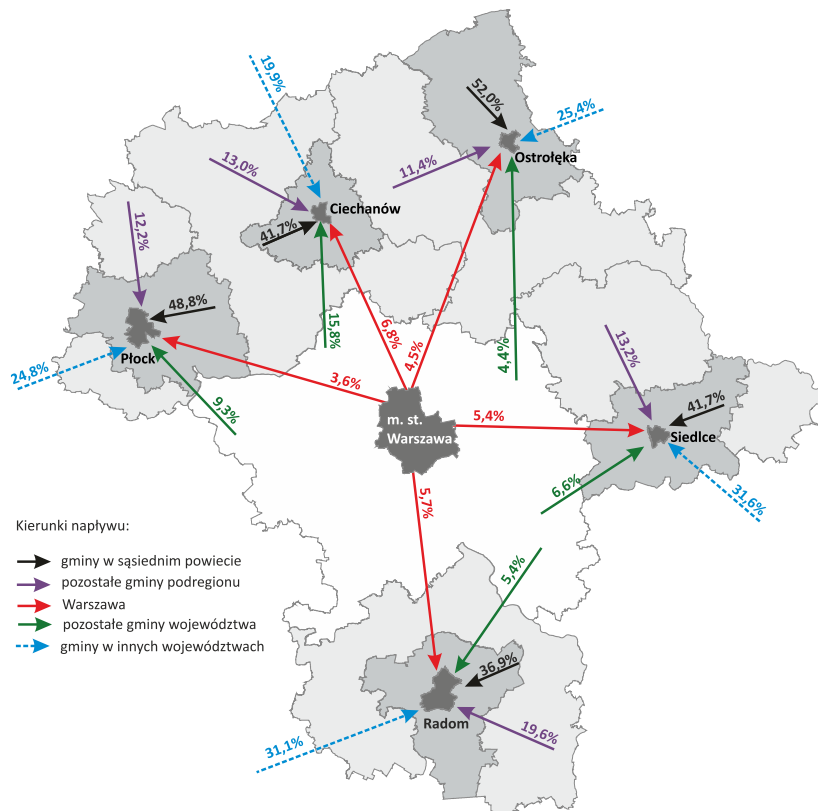 19,9%
52,0%
25,4%
13,0%
11,4%
Ostrołęka
Ciechanów
41,7%
12,2%
48,8%
15,8%
6,8%
4,5%
4,4%
13,2%
Płock
24,8%
3,6%
9,3%
m. st.
Warszawa
5,4%
41,7%
Siedlce
6,6%
31,6%
5,7%
Kierunki napływu:
gminy w sąsiednim powiecie
pozostałe gminy podregionu
Warszawa
pozostałe gminy województwa
gminy w innych województwach
5,4%
36,9%
Radom
19,6%
31,1%